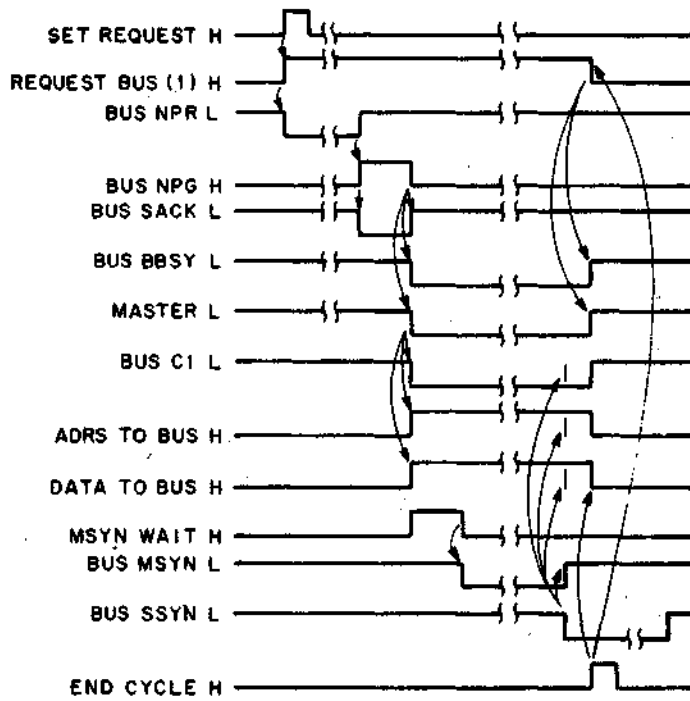 SET REQUEST H
REQUEST BUS (1) H
BUS NPR L
BUS NPG H
BUS SACK L
BUS BBSY L
MASTER L
BUS C1 L
ADRS TO BUS H
DATA TO BUS H
MSYN WAIT H
BUS MSYN L
BUS SSYN L
END CYCLE H